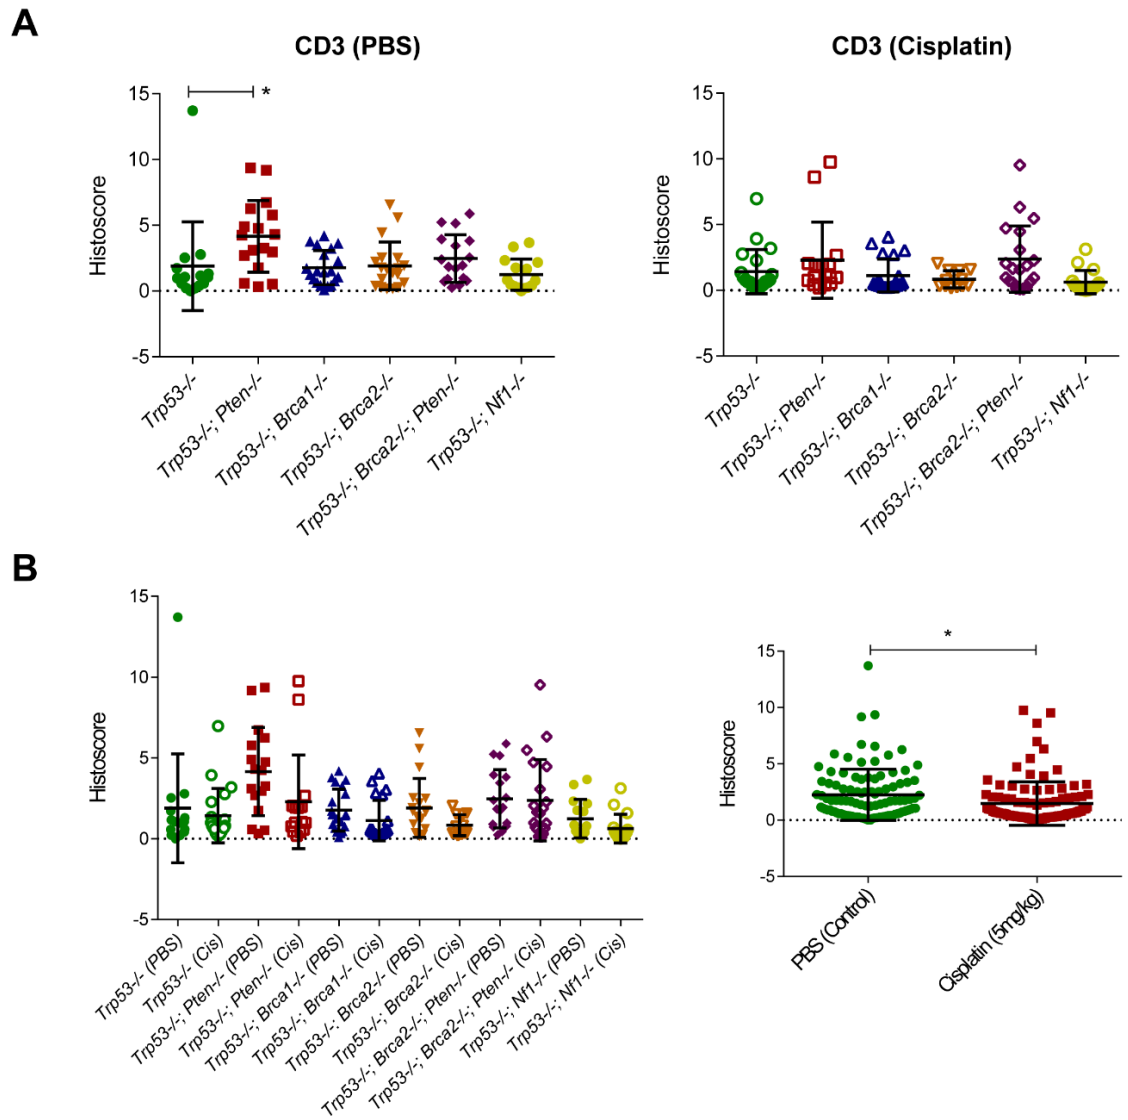 A
CD3 (PBS)
Histoscore
15
10
5
0
-5
*
Trp53-/-
Trp53-/-; Pten-/-
Trp53-/-; Brca1-/-
Trp53-/-; Brca2-/-
Trp53-/-; Brca2-/-; Pten-/-
Trp53-/-; Nf1-/-
CD3 (Cisplatin)
Histoscore
15
10
5
0
-5
Trp53-/-
Trp53-/-; Pten-/-
Trp53-/-; Brca1-/-
Trp53-/-; Brca2-/-
Trp53-/-; Brca2-/-; Pten-/-
Trp53-/-; Nf1-/-
B
Histoscore
15
10
5
0
-5
Trp53-/- (PBS)
Trp53-/- (Cis)
Trp53-/-; Pten-/- (PBS)
Trp53-/-; Pten-/- (Cis)
Trp53-/-; Brca1-/- (PBS)
Trp53-/-; Brca1-/- (Cis)
Trp53-/-; Brca2-/- (PBS)
Trp53-/-; Brca2-/- (Cis)
Trp53-/-; Brca2-/-; Pten-/- (PBS)
Trp53-/-; Brca2-/-; Pten-/- (Cis)
Trp53-/-; Nf1-/- (PBS)
Trp53-/-; Nf1-/- (Cis)
Histoscore
15
10
5
0
-5
*
PBS (Control)
Cisplatin (5mg/kg)